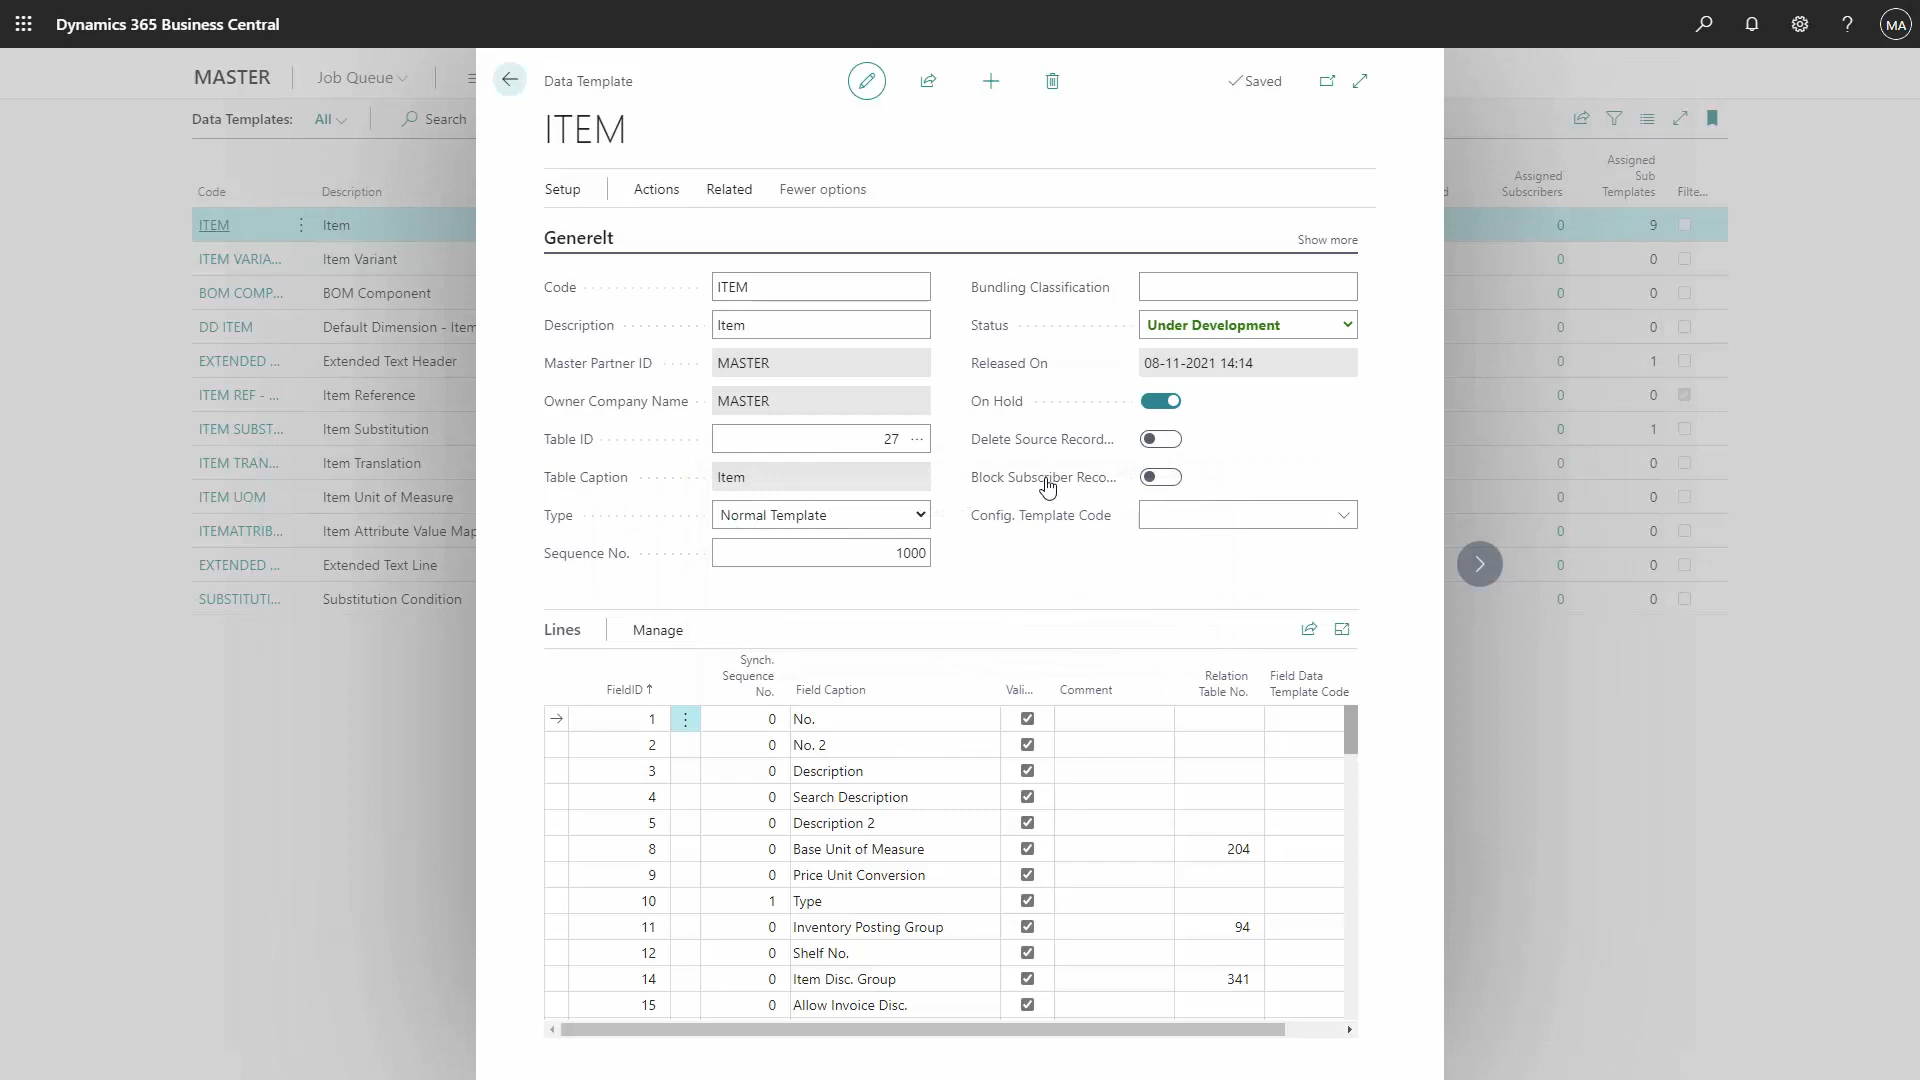 Dynamics 365 Business Central
MA
MASTER
Job Queue
Data Templates:
All
Search
Code
Description
ITEM
Item
ITEM VARIA...
Item Variant
BOM COMP...
BOM Component
DD ITEM
Default Dimension - Item
EXTENDED ...
Extended Text Header
ITEM REF - ...
Item Reference
ITEM SUBST...
Item Substitution
ITEM TRAN...
Item Translation
ITEM UOM
Item Unit of Measure
ITEMATTRIB...
Item Attribute Value Map
EXTENDED ...
Extended Text Line
SUBSTITUTI...
Substitution Condition
Data Template
Saved
ITEM
Setup
Actions
Related
Fewer options
Generelt
Show more
Code
ITEM
Description
Item
Master Partner ID
MASTER
Owner Company Name
MASTER
Table ID
27
Table Caption
Item
Type
Normal Template
Sequence No.
1000
Bundling Classification
Status
Under Development
Released On
08-11-2021 14:14
On Hold
Delete Source Record...
Block Subscriber Reco...
Config. Template Code
Lines
Manage
FieldID
Synch. Sequence No.
Field Caption
Vali...
Comment
Relation Table No.
Field Data Template Code
1 0 No.
2 0 No. 2
3 0 Description
4 0 Search Description
5 0 Description 2
8 0 Base Unit of Measure 204
9 0 Price Unit Conversion
10 1 Type
11 0 Inventory Posting Group 94
12 0 Shelf No.
14 0 Item Disc. Group 341
15 0 Allow Invoice Disc.
Assigned Subscribers
Assigned Sub Templates
Filte...
0 9
0 0
0 0
0 0
0 1
0 0
0 1
0 0
0 0
0 0
0 0
0 0